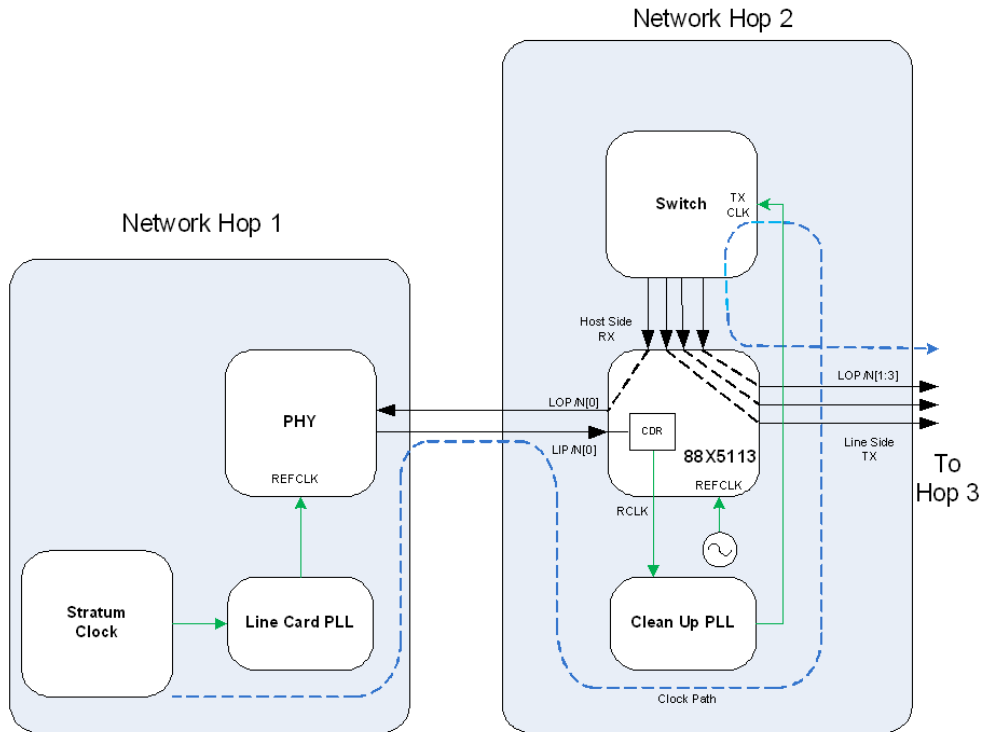 Network Hop 2
Network Hop 1
Switch
TX
CLK
Host Side
RX
LOP/N[0]
LOP/N[1:3]
PHY
CDR
LIP/N[0]
88X5113
Line Side
TX
REFCLK
REFCLK
To
Hop 3
RCLK
Stratum
Clock
Line Card PLL
Clean Up PLL
Clock Path